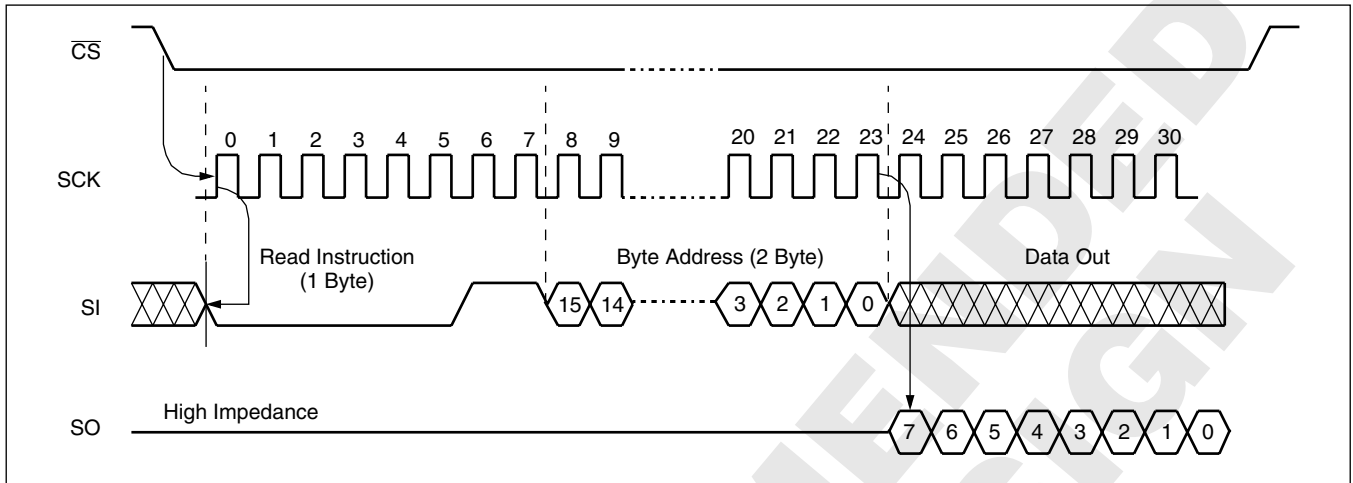 CS
0 1 2 3 4 5 6 7 8 9 20 21 22 23 24 25 26 27 28 29 30
SCK
Read Instruction
(1 Byte)
Byte Address (2 Byte)
Data Out
SI
15 14 3 2 1 0
High Impedance
SO
7 6 5 4 3 2 1 0
ENDED
SIGN